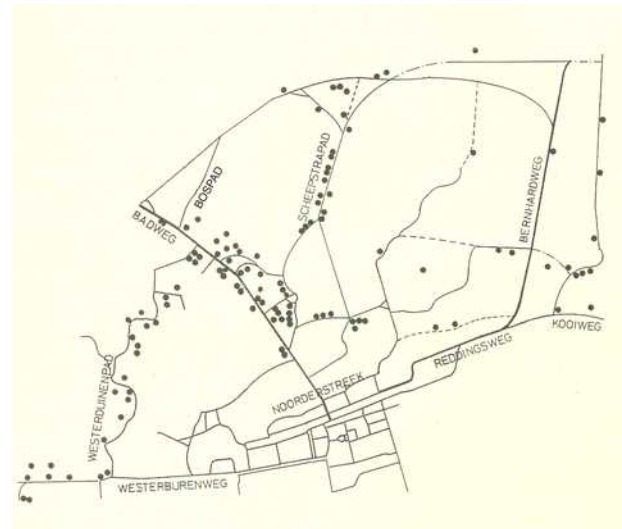 BOSPAD
SCHEEPSTRAPAD
BERNHARDWEG
BADWEG
KOOIWEG
REDDINGSWEG
WESTERDUINENPAD
NOORDERSTREEK
WESTERBURENWEG